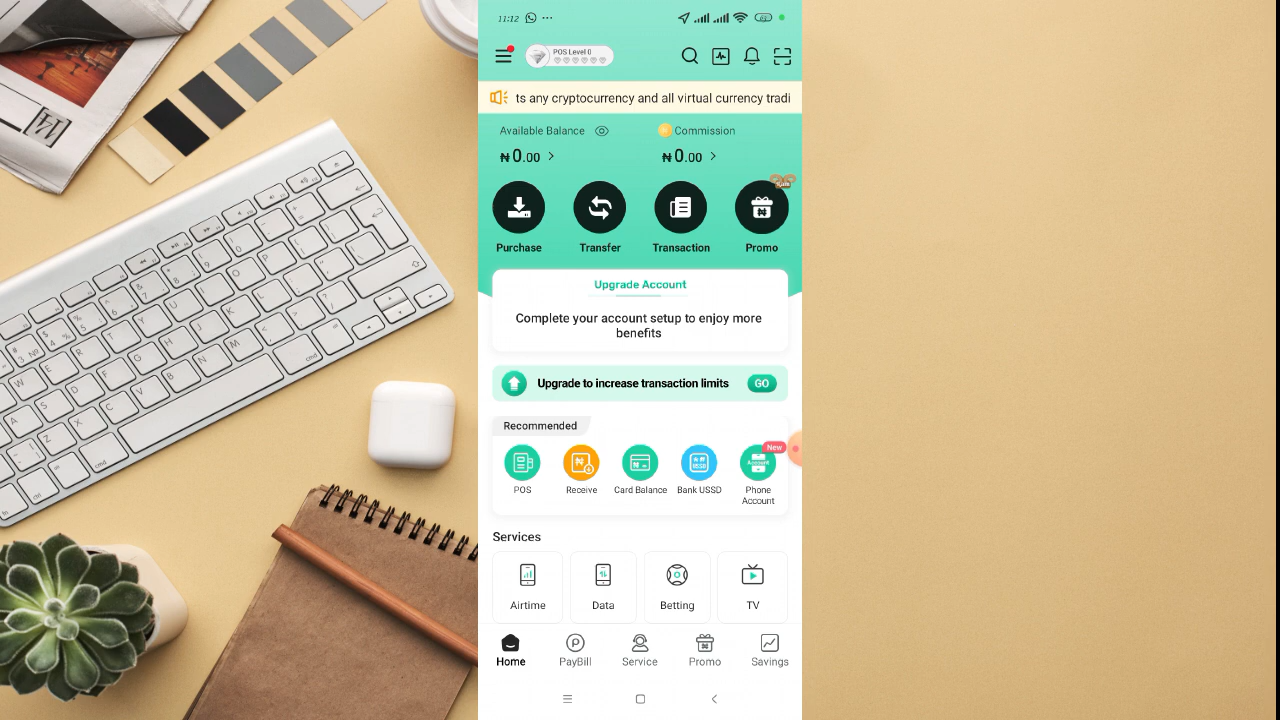 11:12
POS Level 0
ts any cryptocurrency and all virtual currency tradi
Available Balance
Commission
₦0.00 >
₦0.00 >
Purchase
Transfer
Transaction
Promo
Upgrade Account
Complete your account setup to enjoy more
benefits
Upgrade to increase transaction limits
GO
Recommended
New
POS
Receive
Card Balance
Bank USSD
Phone
Account
Services
Airtime
Data
Betting
TV
Home
PayBill
Service
Promo
Savings